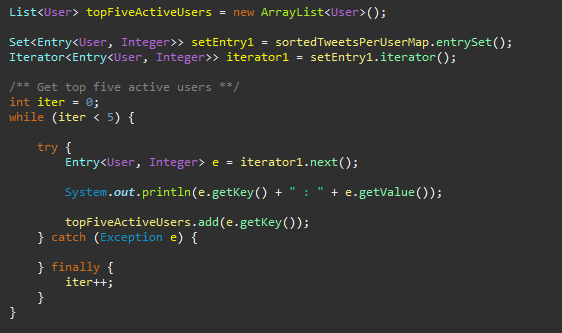 List<User> topFiveActiveUsers = new ArrayList<User>();
Set<Entry<User, Integer>> setEntry1 = sortedTweetsPerUserMap.entrySet();
Iterator<Entry<User, Integer>> iterator1 = setEntry1.iterator();
/** Get top five active users **/
int iter = 0;
while (iter < 5) {
try {
Entry<User, Integer> e = iterator1.next();
System.out.println(e.getKey() + " : " + e.getValue());
topFiveActiveUsers.add(e.getKey());
} catch (Exception e) {
} finally {
iter++;
}
}